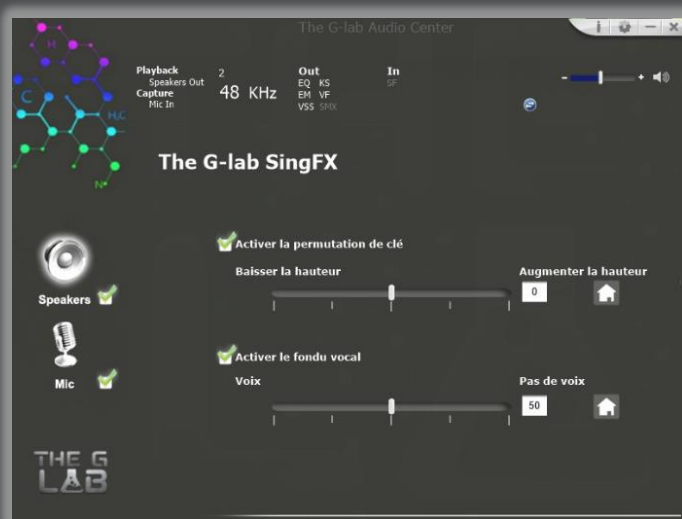 The G-lab Audio Center
i
Playback 2 Out In
Speakers Out EQ KS SF
Capture 48 KHz EM VF
Mic In VSS SMX
- +
H
C
H₃C
N
The G-lab SingFX
Activer la permutation de clé
Baisser la hauteur Augmenter la hauteur
0
Speakers
Activer le fondu vocal
Mic
Voix Pas de voix
50
THE G
LAB